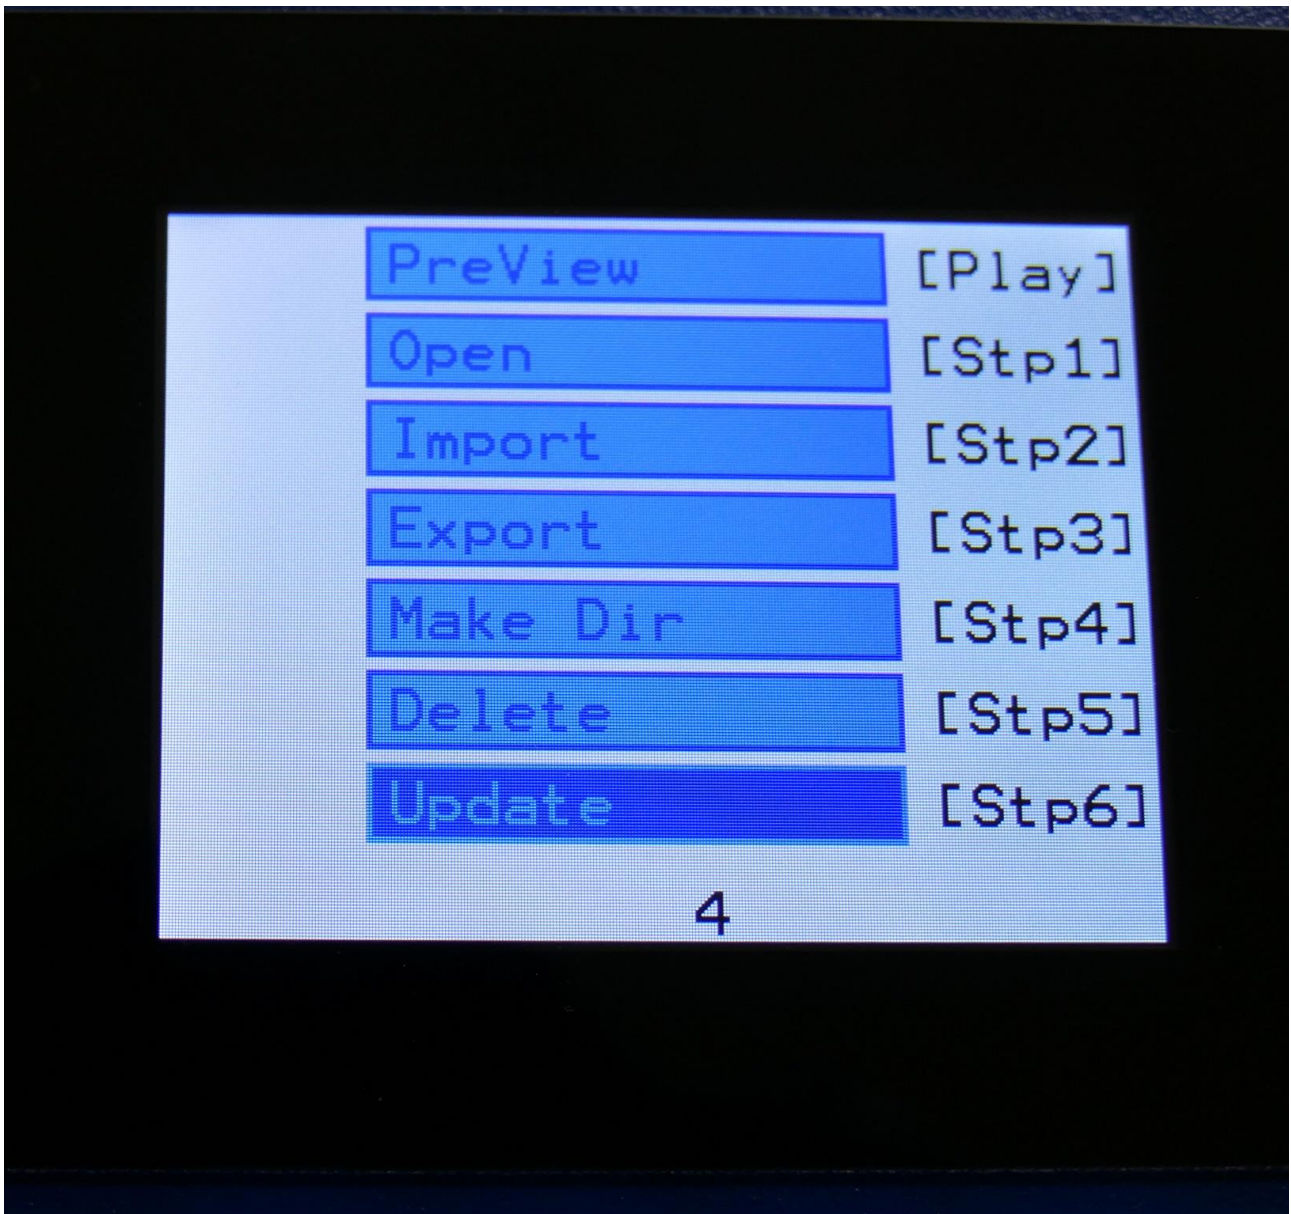 PreView [Play]
Open [Stp1]
Import [Stp2]
Export [Stp3]
Make Dir [Stp4]
Delete [Stp5]
Update [Stp6]
4